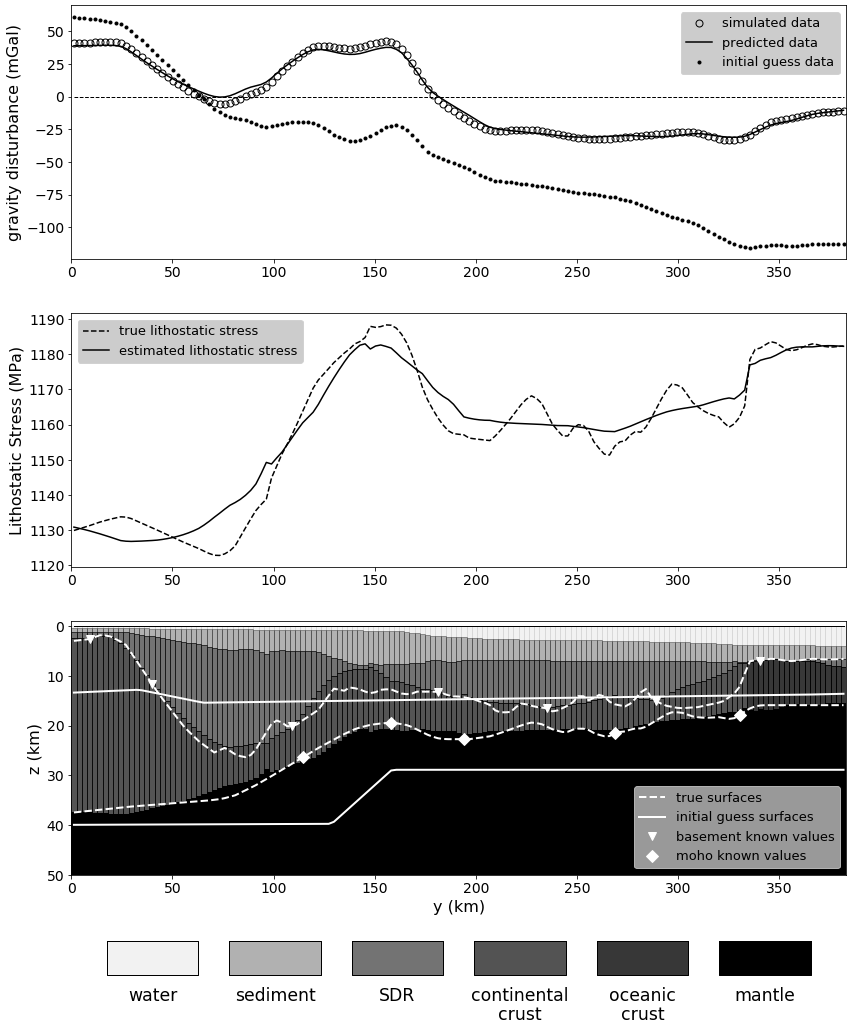 gravity disturbance (mGal)
50
25
0
−25
−50
−75
−100
simulated data
predicted data
initial guess data
0 50 100 150 200 250 300 350
Lithostatic Stress (MPa)
1190
1180
1170
1160
1150
1140
1130
1120
true lithostatic stress
estimated lithostatic stress
0 50 100 150 200 250 300 350
z (km)
0
10
20
30
40
50
true surfaces
initial guess surfaces
basement known values
moho known values
0 50 100 150 200 250 300 350
y (km)
water sediment SDR continental oceanic mantle
crust crust